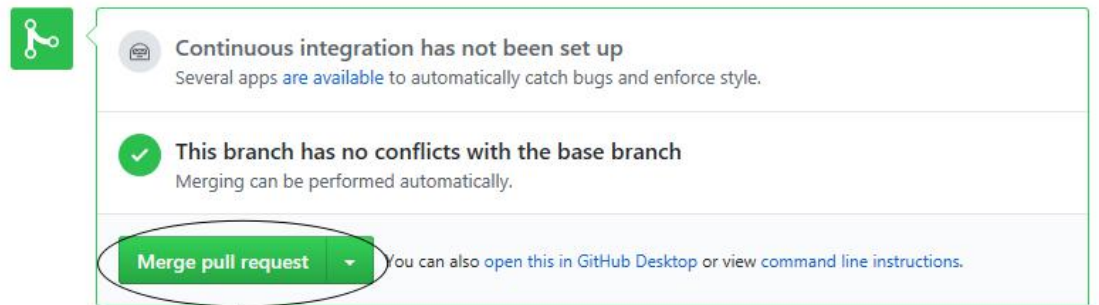 Continuous integration has not been set up
Several apps are available to automatically catch bugs and enforce style.
This branch has no conflicts with the base branch
Merging can be performed automatically.
Merge pull request You can also open this in GitHub Desktop or view command line instructions.